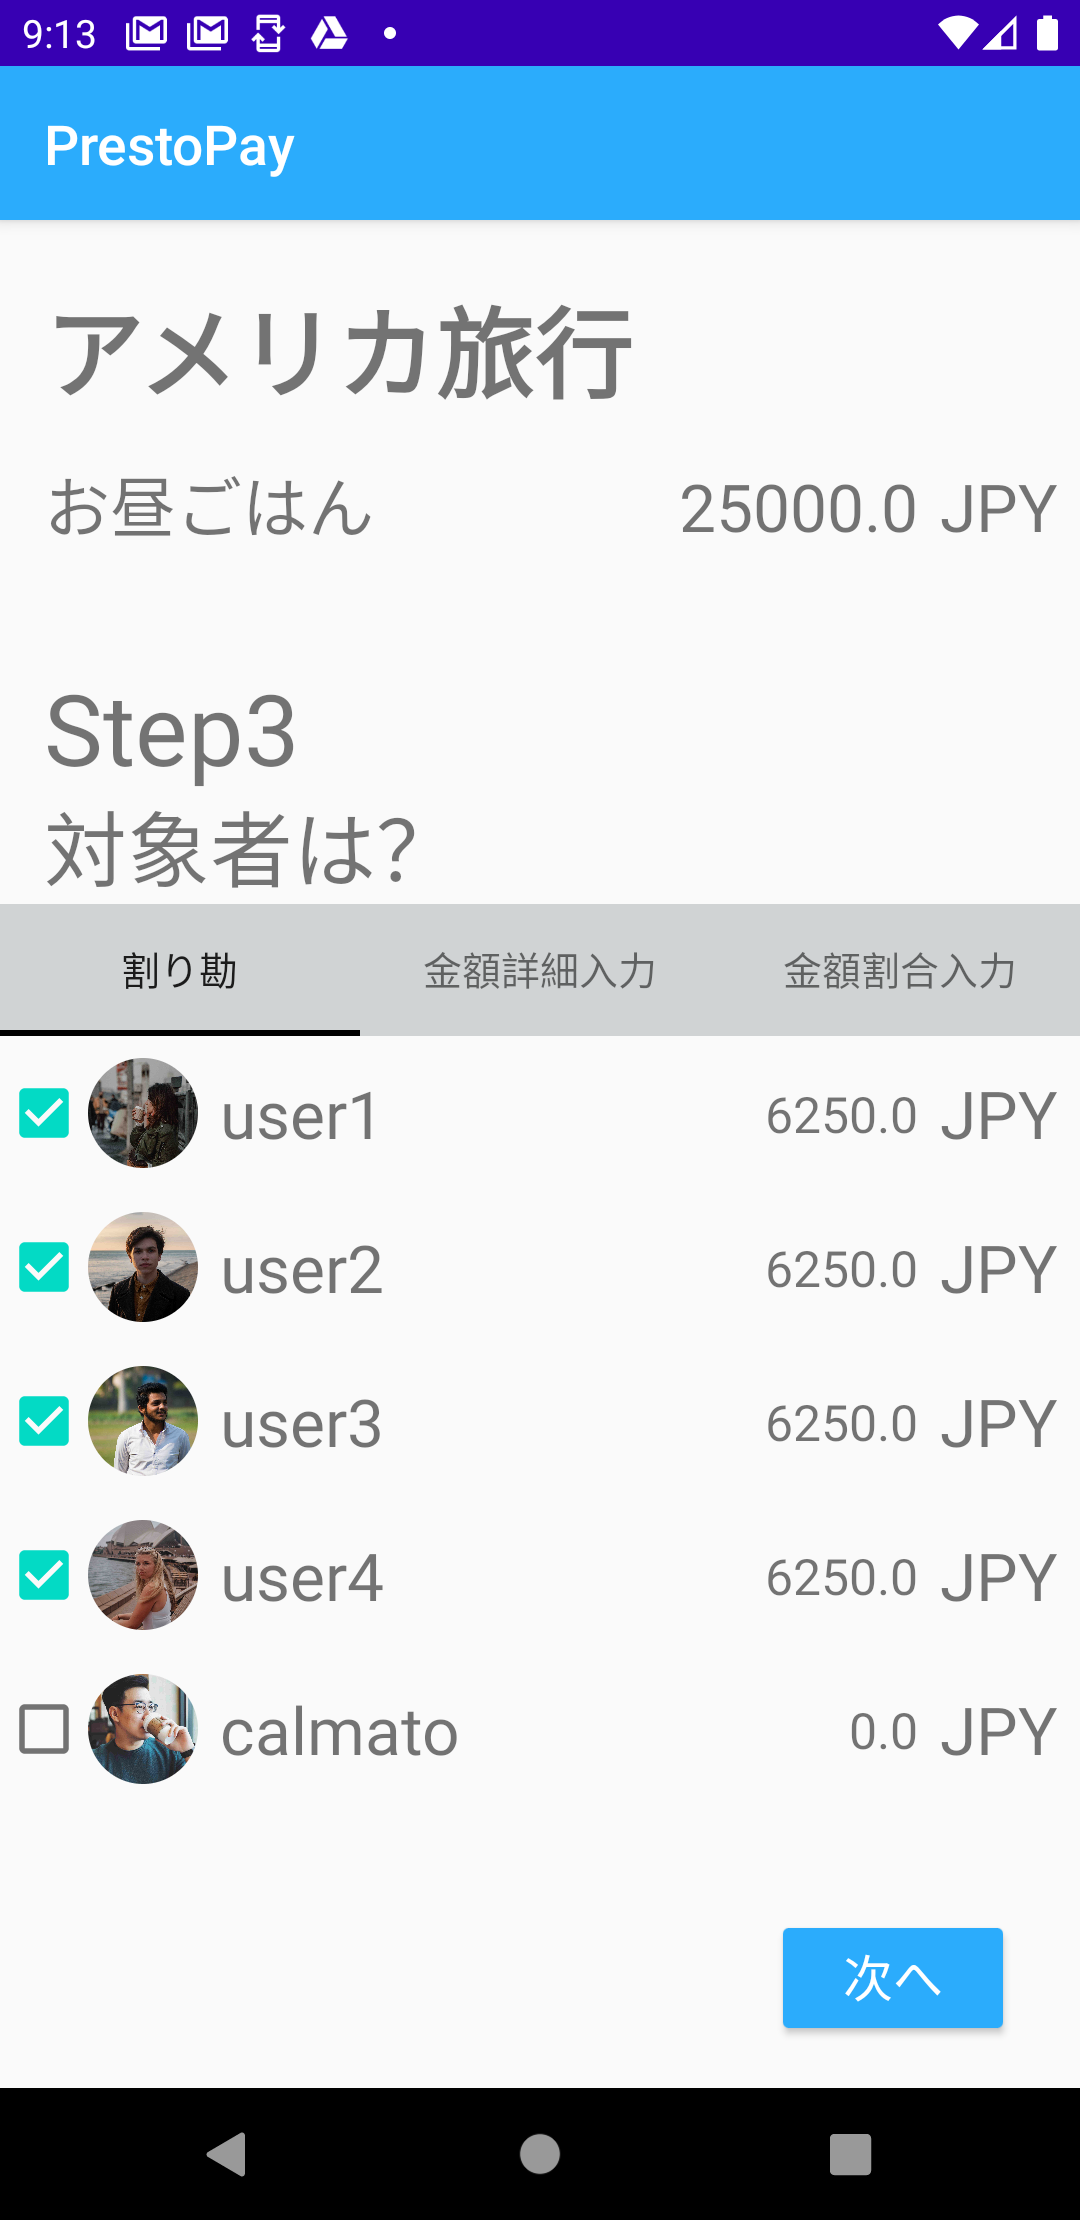 9:13
PrestoPay
アメリカ旅行
お昼ごはん 25000.0 JPY
Step3
対象者は?
割り勘 金額詳細入力 金額割合入力
user1 6250.0 JPY
user2 6250.0 JPY
user3 6250.0 JPY
user4 6250.0 JPY
calmato 0.0 JPY
次へ